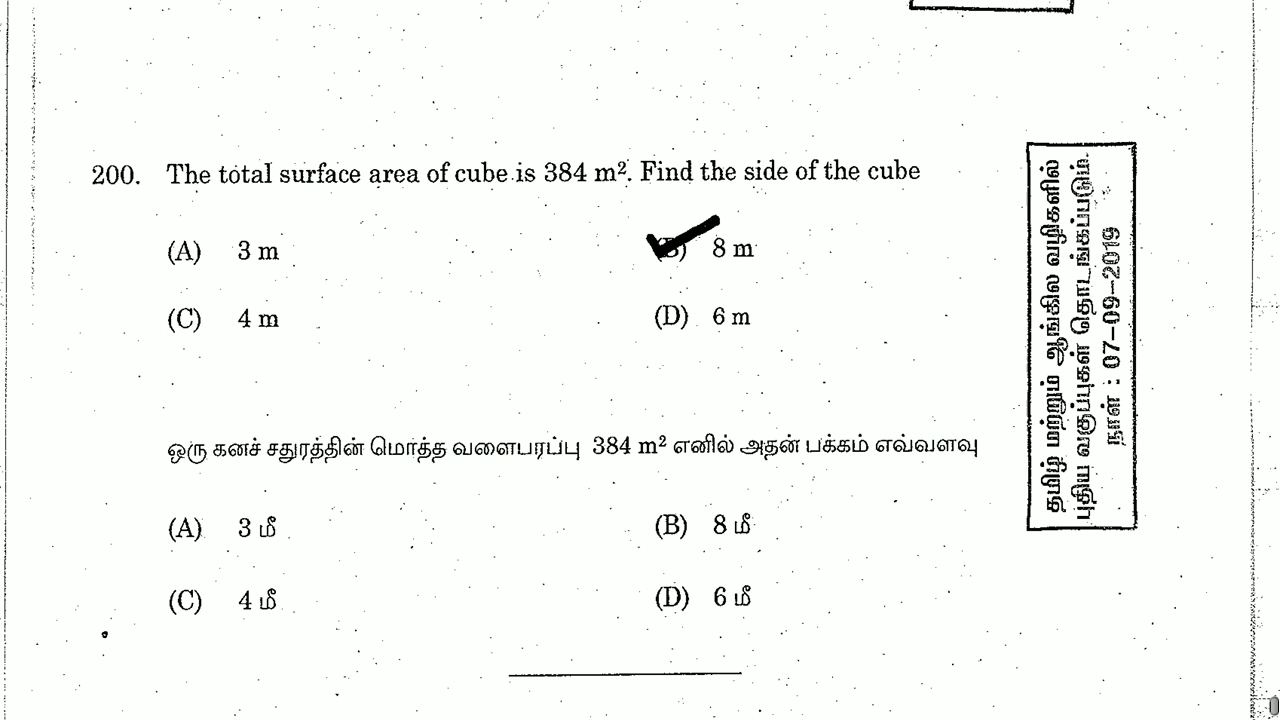 200. The total surface area of cube is 384 m². Find the side of the cube
(A) 3 m (B) 8 m
(C) 4 m (D) 6 m
ஒரு கனச் சதுரத்தின் மொத்த வளைபரப்பு 384 m² எனில் அதன் பக்கம் எவ்வளவு
(A) 3 மீ (B) 8 மீ
(C) 4 மீ (D) 6 மீ
தமிழ் மற்றும் ஆங்கில வழிகளில்
புதிய வகுப்புகள் தொடங்கப்படும்.
நாள் : 07-09-2019